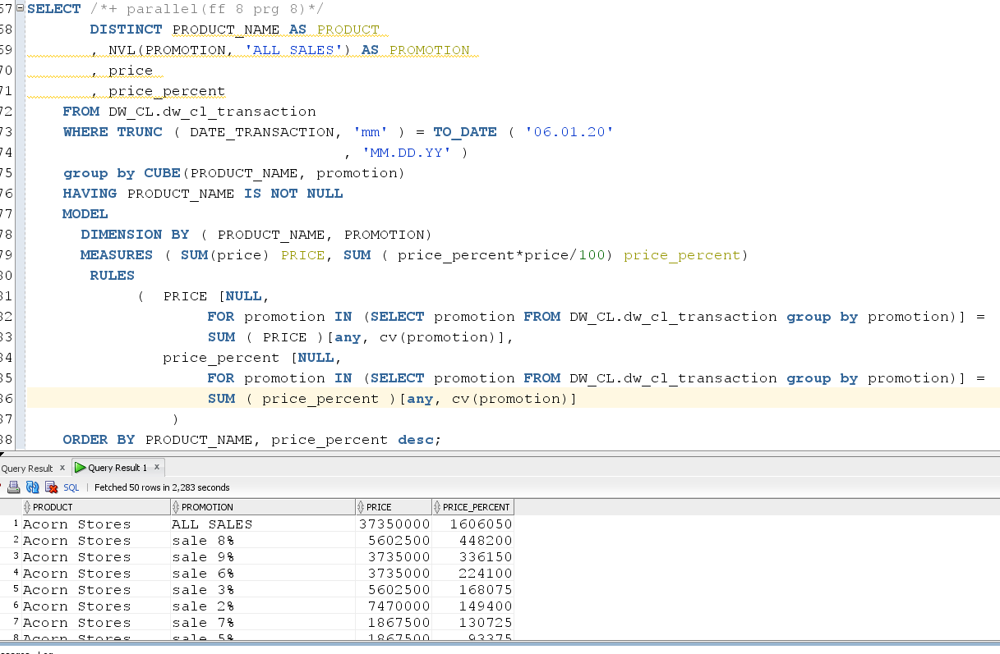 57 SELECT /*+ parallel(ff 8 prg 8)*/
58 DISTINCT PRODUCT_NAME AS PRODUCT
59 , NVL(PROMOTION, 'ALL SALES') AS PROMOTION
70 , price
71 , price_percent
72 FROM DW_CL.dw_cl_transaction
73 WHERE TRUNC ( DATE_TRANSACTION, 'mm' ) = TO_DATE ( '06.01.20'
74 , 'MM.DD.YY' )
75 group by CUBE(PRODUCT_NAME, promotion)
76 HAVING PRODUCT_NAME IS NOT NULL
77 MODEL
78 DIMENSION BY ( PRODUCT_NAME, PROMOTION)
79 MEASURES ( SUM(price) PRICE, SUM ( price_percent*price/100) price_percent)
80 RULES
81 ( PRICE [NULL,
82 FOR promotion IN (SELECT promotion FROM DW_CL.dw_cl_transaction group by promotion)] =
83 SUM ( PRICE )[any, cv(promotion)],
84 price_percent [NULL,
85 FOR promotion IN (SELECT promotion FROM DW_CL.dw_cl_transaction group by promotion)] =
86 SUM ( price_percent )[any, cv(promotion)]
87 )
88 ORDER BY PRODUCT_NAME, price_percent desc;
Query Result x Query Result 1 x
SQL | Fetched 50 rows in 2,283 seconds
PRODUCT PROMOTION PRICE PRICE_PERCENT
1 Acorn Stores ALL SALES 37350000 1606050
2 Acorn Stores sale 8% 5602500 448200
3 Acorn Stores sale 9% 3735000 336150
4 Acorn Stores sale 6% 3735000 224100
5 Acorn Stores sale 3% 5602500 168075
6 Acorn Stores sale 2% 7470000 149400
7 Acorn Stores sale 7% 1867500 130725
8 Acorn Stores sale 5% 1867500 93375